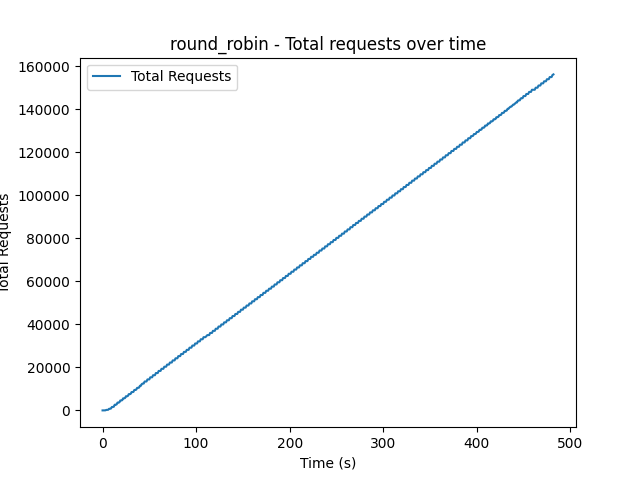 round_robin - Total requests over time
Total Requests
160000
140000
120000
100000
80000
60000
40000
20000
0
Total Requests
0 100 200 300 400 500
Time (s)